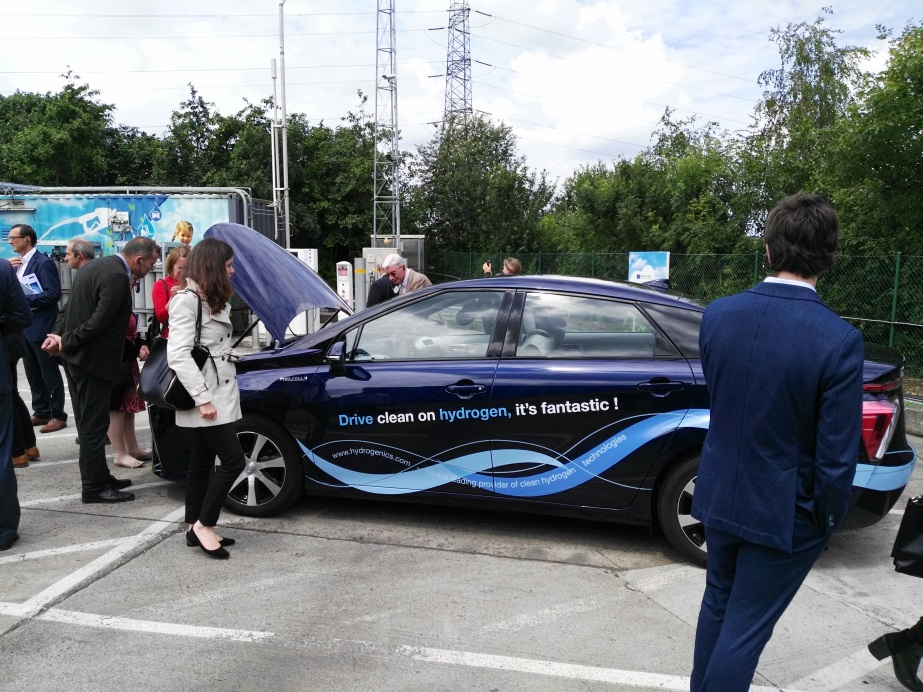 Drive clean on hydrogen, it's fantastic !
www.hydrogenics.com
leading provider of clean hydrogen technologies